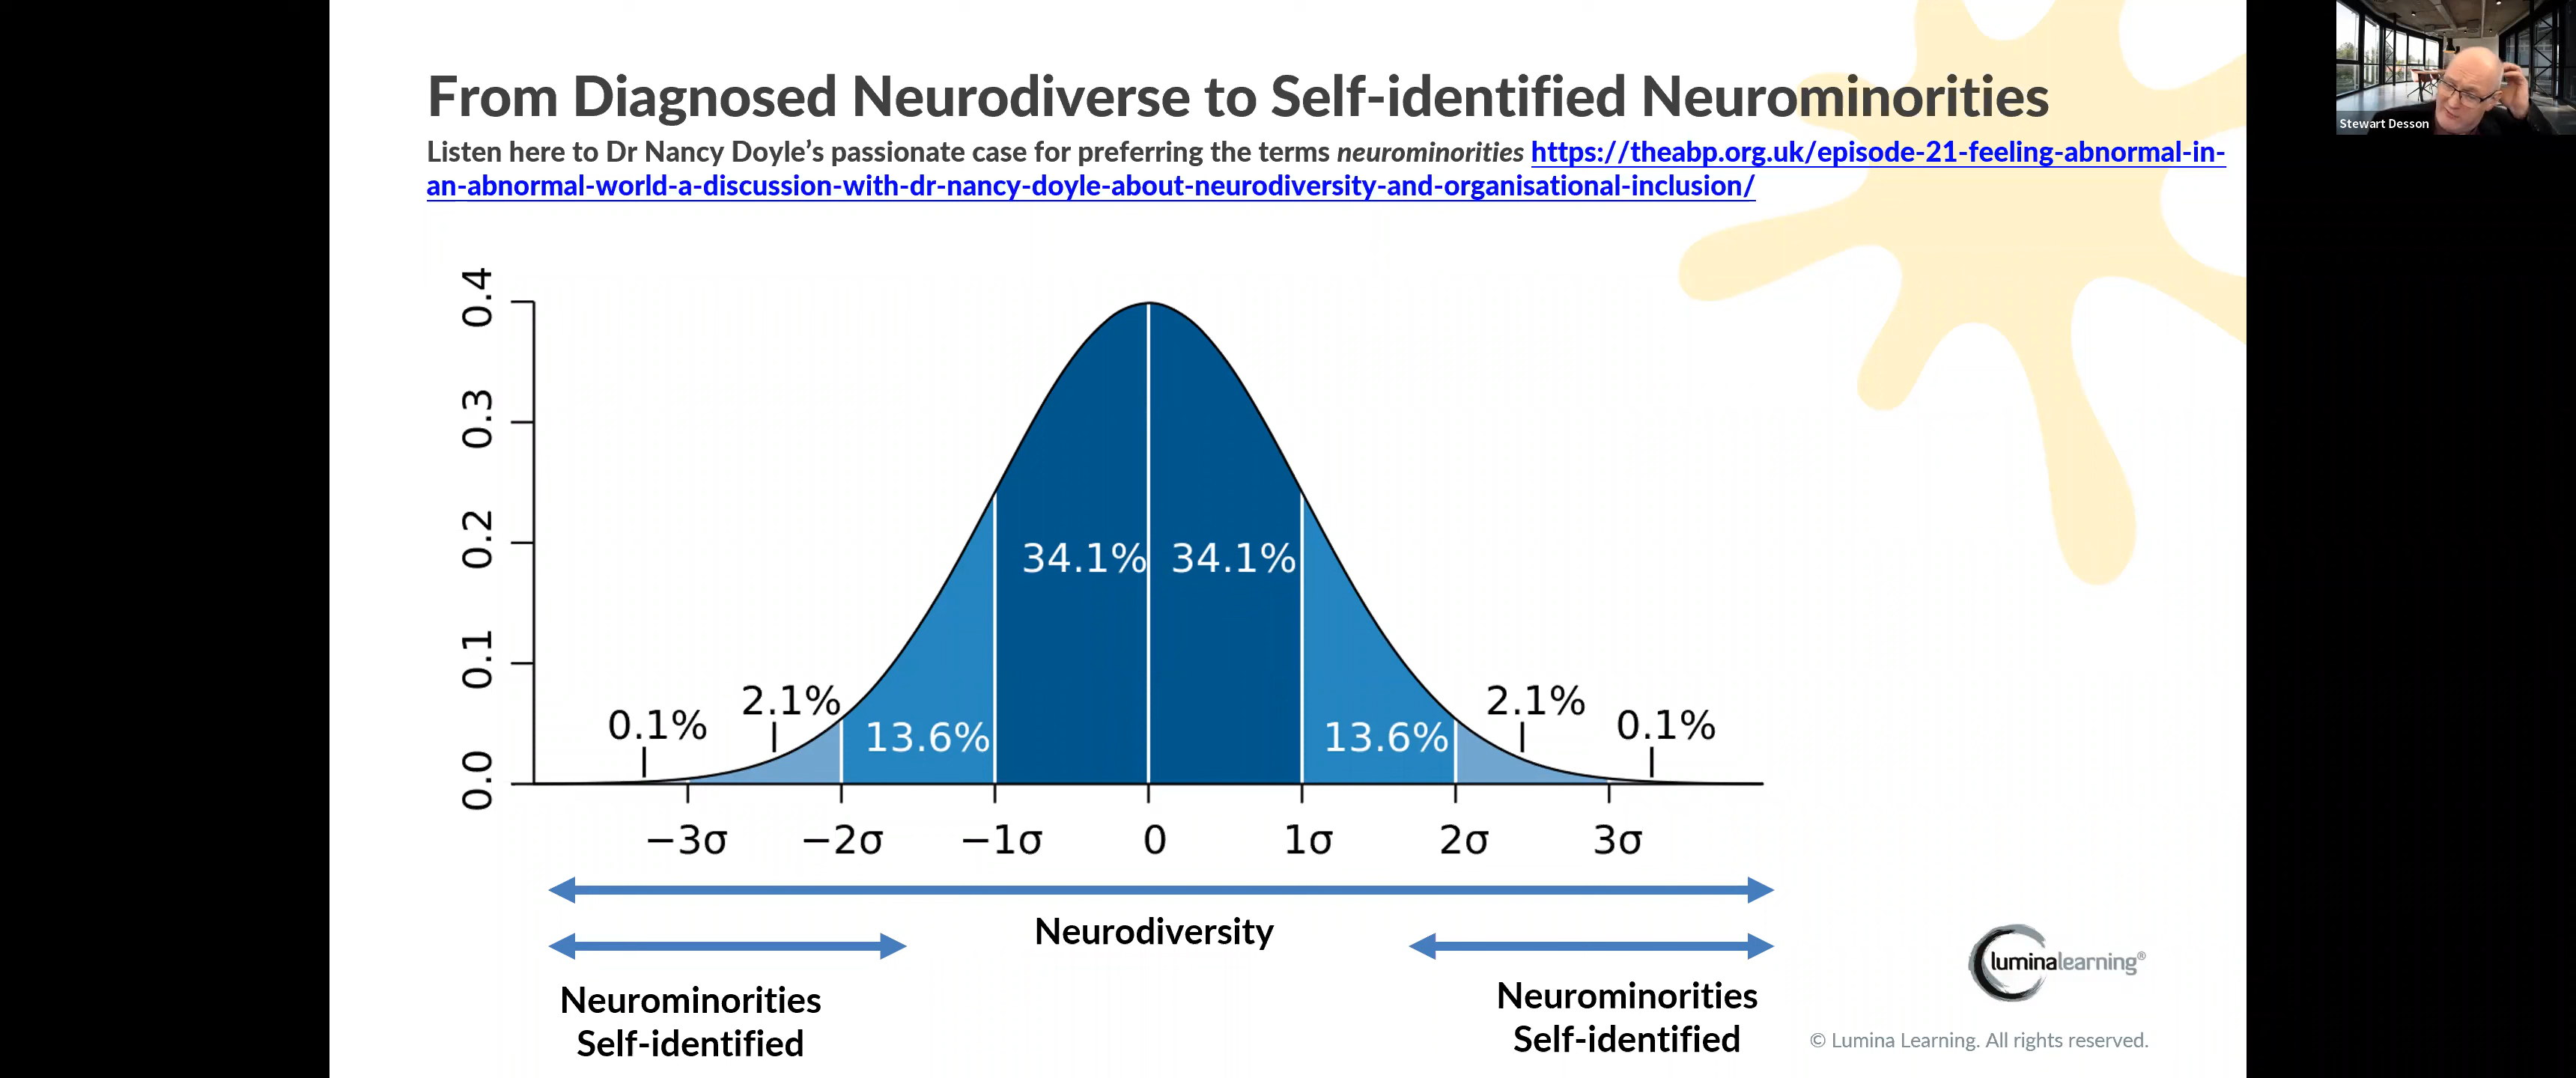 From Diagnosed Neurodiverse to Self-identified Neurominorities
Stewart Desson
Listen here to Dr Nancy Doyle’s passionate case for preferring the terms neurominorities https://theabp.org.uk/episode-21-feeling-abnormal-in-
an-abnormal-world-a-discussion-with-dr-nancy-doyle-about-neurodiversity-and-organisational-inclusion/
0.4
0.3
0.2
0.1
0.0
34.1% 34.1%
0.1% 2.1% 13.6% 13.6% 2.1% 0.1%
−3σ −2σ −1σ 0 1σ 2σ 3σ
Neurodiversity
Neurominorities
Self-identified
Neurominorities
Self-identified
luminalearning®
© Lumina Learning. All rights reserved.